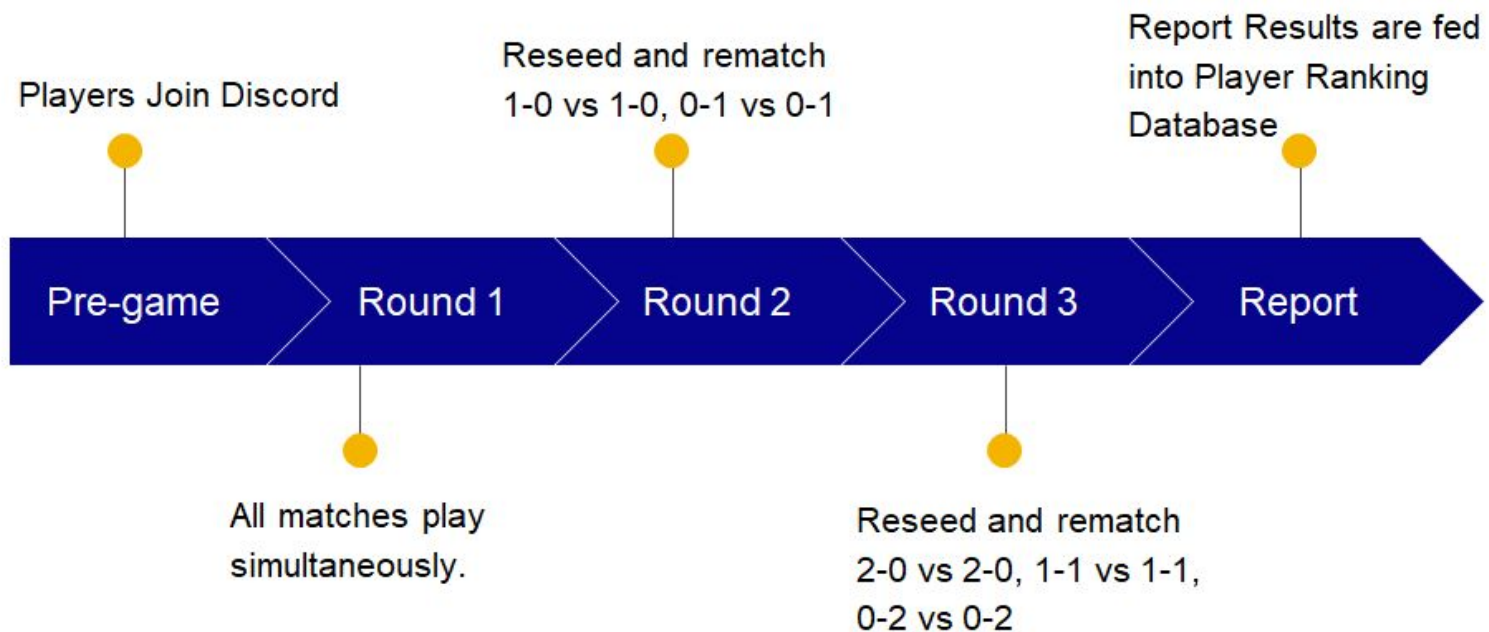 Players Join Discord
Reseed and rematch
1-0 vs 1-0, 0-1 vs 0-1
Report Results are fed
into Player Ranking
Database
Pre-game
Round 1
Round 2
Round 3
Report
All matches play
simultaneously.
Reseed and rematch
2-0 vs 2-0, 1-1 vs 1-1,
0-2 vs 0-2